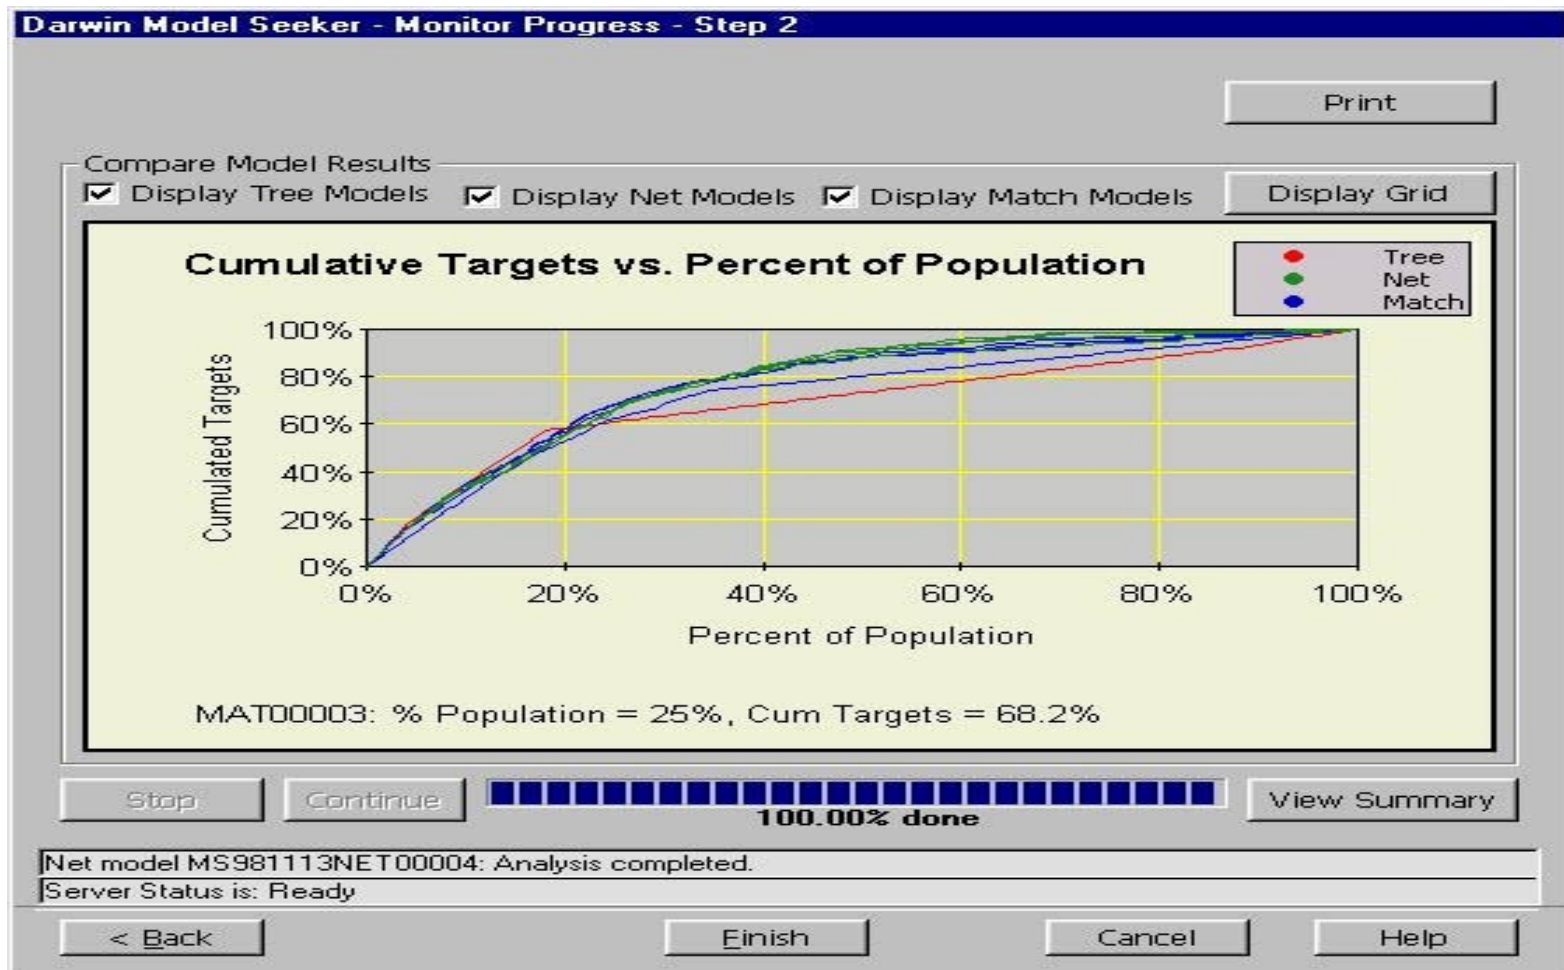 Darwin Model Seeker - Monitor Progress - Step 2
Print
Compare Model Results
Display Tree Models Display Net Models Display Match Models Display Grid
Cumulative Targets vs. Percent of Population
Tree
Net
Match
Cumulated Targets
100%
80%
60%
40%
20%
0%
0% 20% 40% 60% 80% 100%
Percent of Population
MAT00003: % Population = 25%, Cum Targets = 68.2%
Stop Continue 100.00% done View Summary
Net model MS981113NET00004: Analysis completed.
Server Status is: Ready
< Back Finish Cancel Help